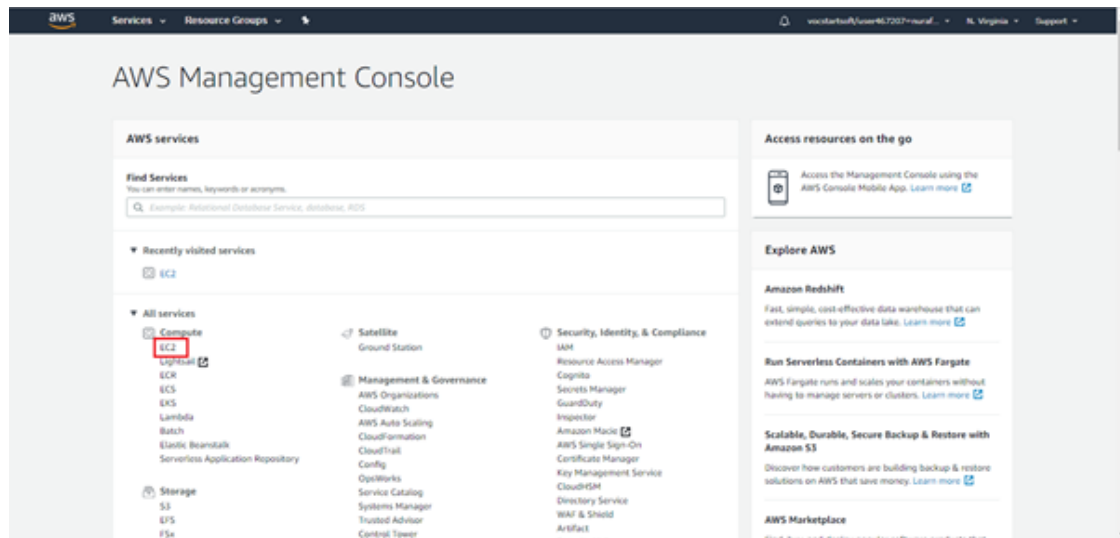 aws
Services
Resource Groups
N. Virginia
Support
AWS Management Console
AWS services
Find Services
You can enter names, keywords or acronyms.
Example: Relational Database Service, database, RDS
Recently visited services
EC2
All services
Compute
EC2
Lightsail
ECR
ECS
EKS
Lambda
Batch
Elastic Beanstalk
Serverless Application Repository
Storage
S3
EFS
FSx
Satellite
Ground Station
Management & Governance
AWS Organizations
CloudWatch
AWS Auto Scaling
CloudFormation
CloudTrail
Config
OpsWorks
Service Catalog
Systems Manager
Trusted Advisor
Control Tower
Security, Identity, & Compliance
IAM
Resource Access Manager
Cognito
Secrets Manager
GuardDuty
Inspector
Amazon Macie
AWS Single Sign-On
Certificate Manager
Key Management Service
CloudHSM
Directory Service
WAF & Shield
Artifact
Access resources on the go
Access the Management Console using the
AWS Console Mobile App. Learn more
Explore AWS
Amazon Redshift
Fast, simple, cost-effective data warehouse that can
extend queries to your data lake. Learn more
Run Serverless Containers with AWS Fargate
AWS Fargate runs and scales your containers without
having to manage servers or clusters. Learn more
Scalable, Durable, Secure Backup & Restore with
Amazon S3
Discover how customers are building backup & restore
solutions on AWS that save money. Learn more
AWS Marketplace